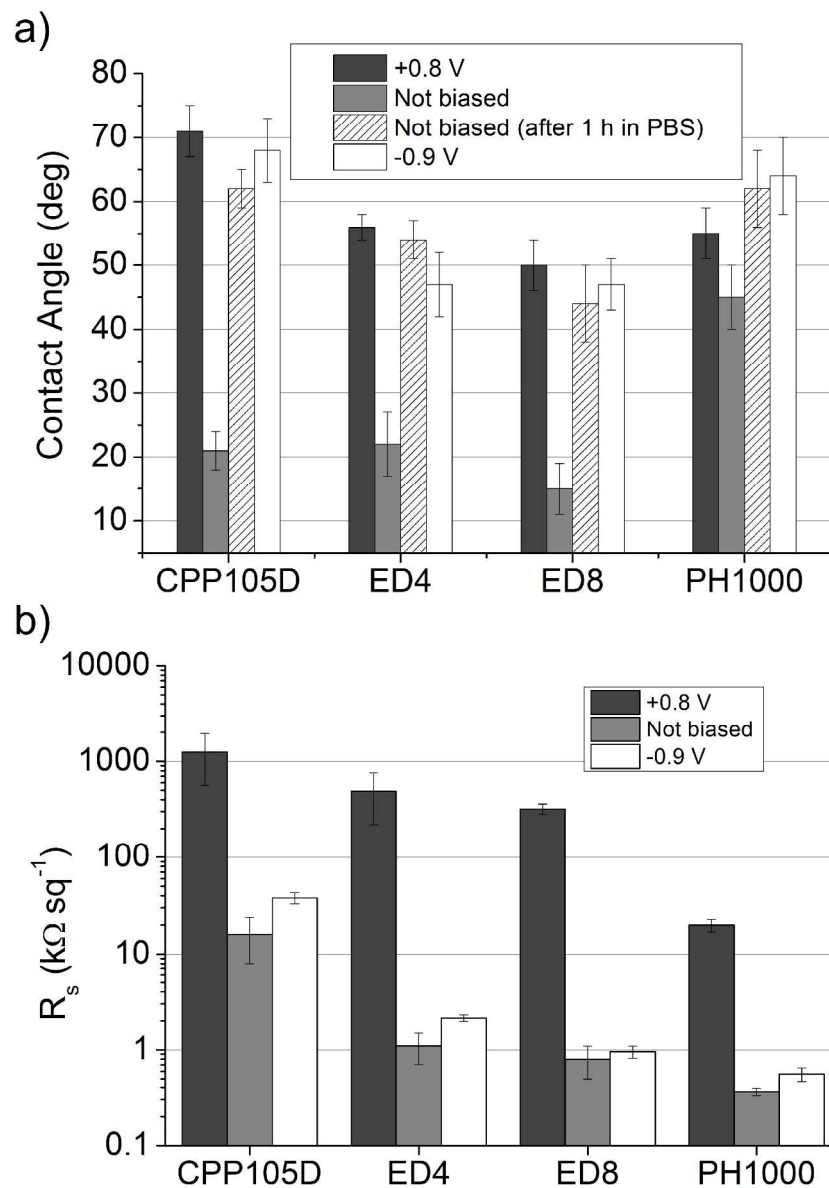 a)
Contact Angle (deg)
80
70
60
50
40
30
20
10
+0.8 V
Not biased
Not biased (after 1 h in PBS)
-0.9 V
CPP105D ED4 ED8 PH1000
b)
R_s (kΩ sq⁻¹)
10000
1000
100
10
1
0.1
+0.8 V
Not biased
-0.9 V
CPP105D ED4 ED8 PH1000